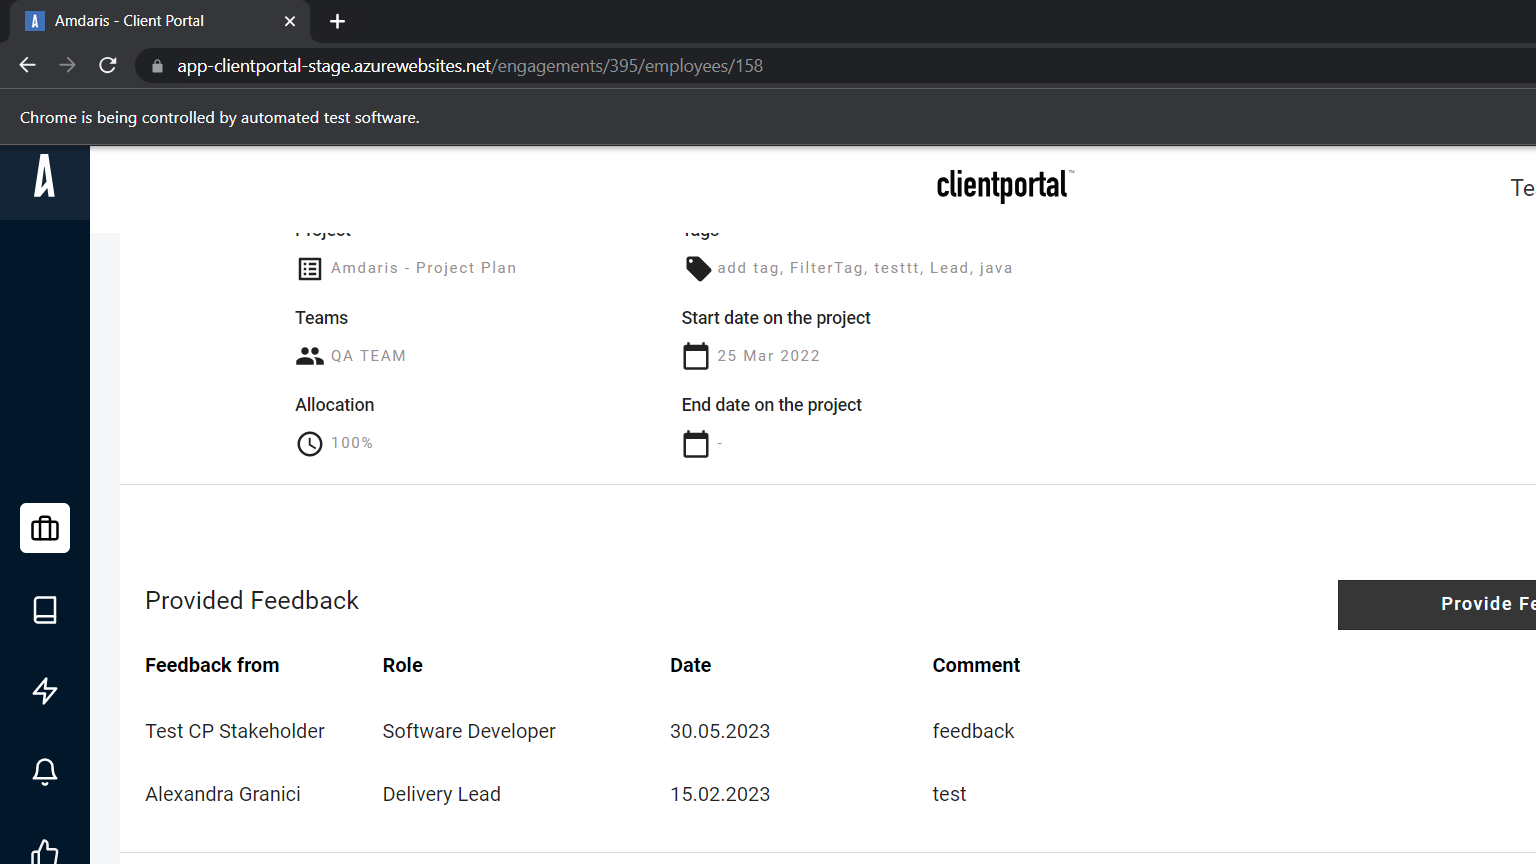 Amdaris - Client Portal
app-clientportal-stage.azurewebsites.net/engagements/395/employees/158
Chrome is being controlled by automated test software.
clientportal™
Te
Project Tags
Amdaris - Project Plan add tag, FilterTag, testtt, Lead, java
Teams Start date on the project
QA TEAM 25 Mar 2022
Allocation End date on the project
100% -
Provided Feedback Provide Fe
Feedback from Role Date Comment
Test CP Stakeholder Software Developer 30.05.2023 feedback
Alexandra Granici Delivery Lead 15.02.2023 test